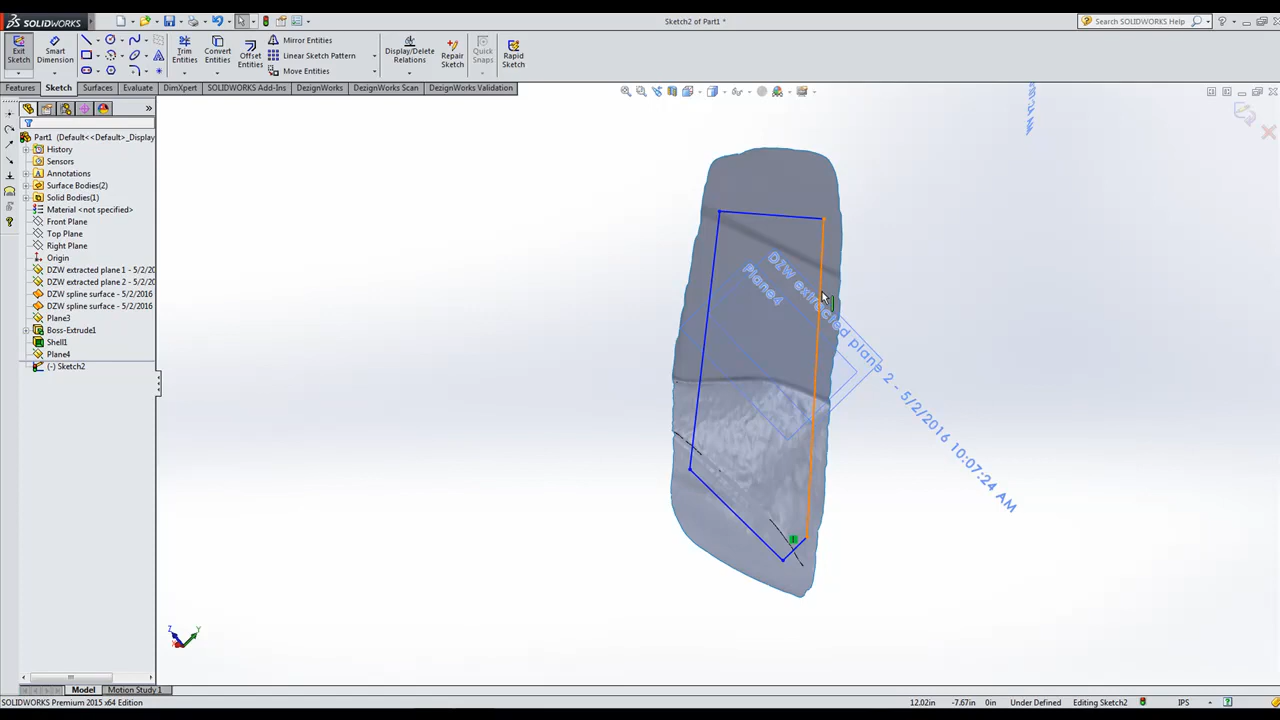 SOLIDWORKS
Sketch2 of Part1 *
Search SOLIDWORKS Help
Exit Sketch
Smart Dimension
Trim Entities
Convert Entities
Offset Entities
Mirror Entities
Linear Sketch Pattern
Move Entities
Display/Delete Relations
Repair Sketch
Quick Snaps
Rapid Sketch
Features
Sketch
Surfaces
Evaluate
DimXpert
SOLIDWORKS Add-Ins
DezignWorks
DezignWorks Scan
DezignWorks Validation
Part1 (Default<<Default>_Display
History
Sensors
Annotations
Surface Bodies(2)
Solid Bodies(1)
Material <not specified>
Front Plane
Top Plane
Right Plane
Origin
DZW extracted plane 1 - 5/2/20
DZW extracted plane 2 - 5/2/20
DZW spline surface - 5/2/2016
DZW spline surface - 5/2/2016
Plane3
Boss-Extrude1
Shell1
Plane4
(-) Sketch2
DZW extracted plane 2 - 5/2/2016 10:07:24 AM
Plane4
Z
Y
Model
Motion Study 1
SOLIDWORKS Premium 2015 x64 Edition
12.02in
-7.67in
0in
Under Defined
Editing Sketch2
IPS